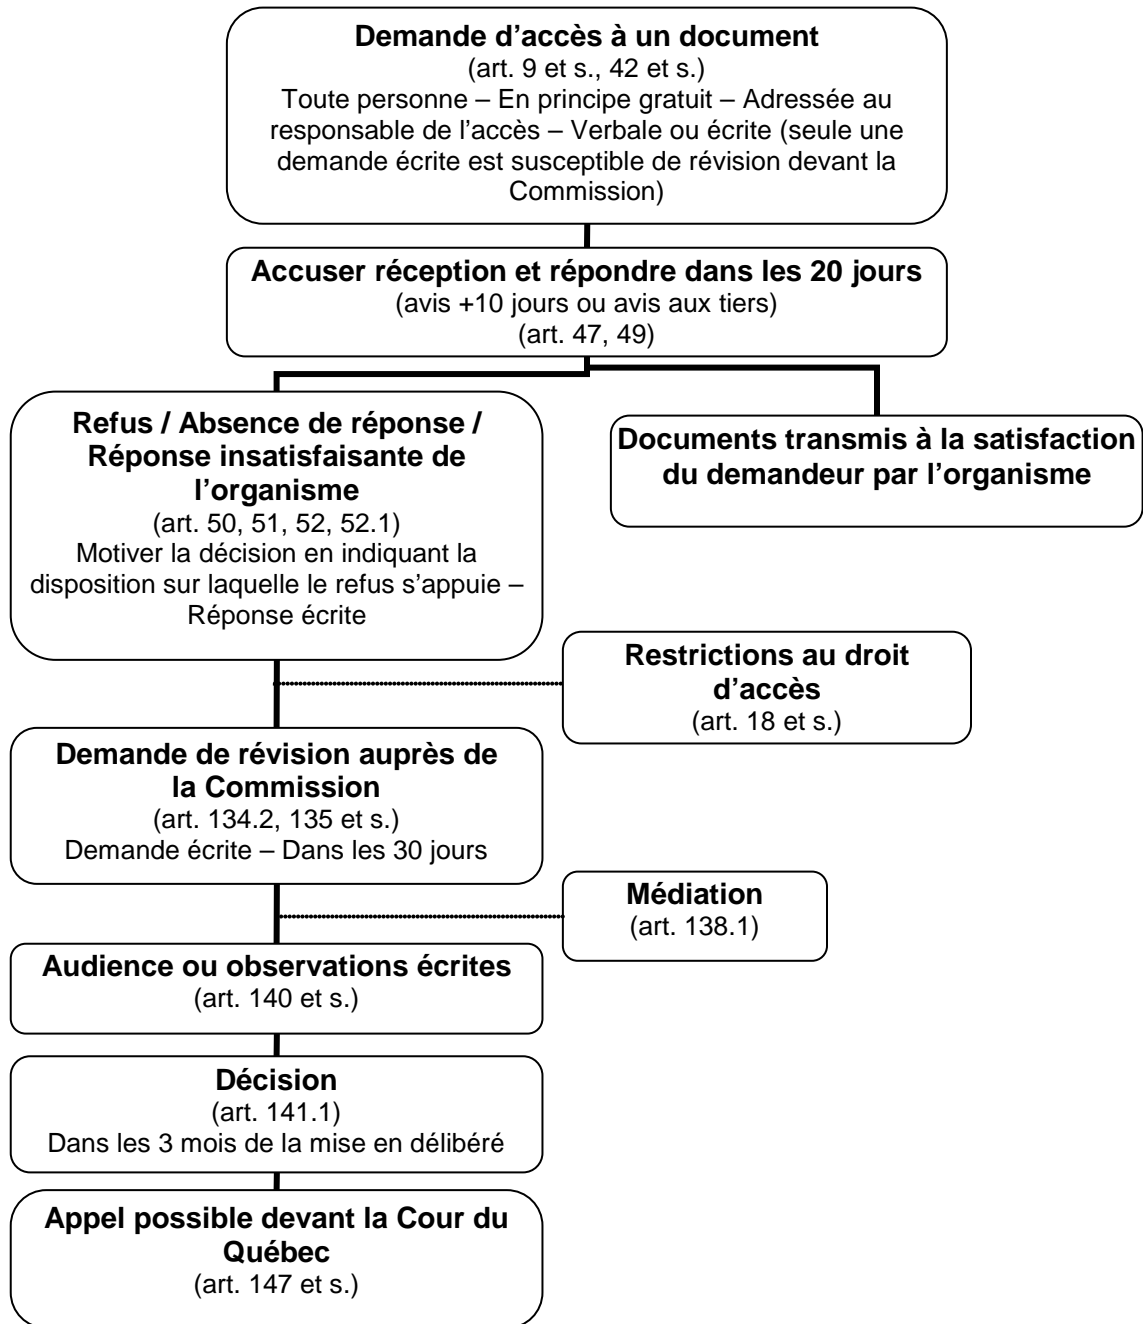 Demande d'accès à un document
(art. 9 et s., 42 et s.)
Toute personne – En principe gratuit – Adressée au
responsable de l'accès – Verbale ou écrite (seule une
demande écrite est susceptible de révision devant la
Commission)
Accuser réception et répondre dans les 20 jours
(avis +10 jours ou avis aux tiers)
(art. 47, 49)
Refus / Absence de réponse /
Réponse insatisfaisante de
l'organisme
(art. 50, 51, 52, 52.1)
Motiver la décision en indiquant la
disposition sur laquelle le refus s'appuie –
Réponse écrite
Documents transmis à la satisfaction
du demandeur par l'organisme
Restrictions au droit
d'accès
(art. 18 et s.)
Demande de révision auprès de
la Commission
(art. 134.2, 135 et s.)
Demande écrite – Dans les 30 jours
Médiation
(art. 138.1)
Audience ou observations écrites
(art. 140 et s.)
Décision
(art. 141.1)
Dans les 3 mois de la mise en délibéré
Appel possible devant la Cour du
Québec
(art. 147 et s.)